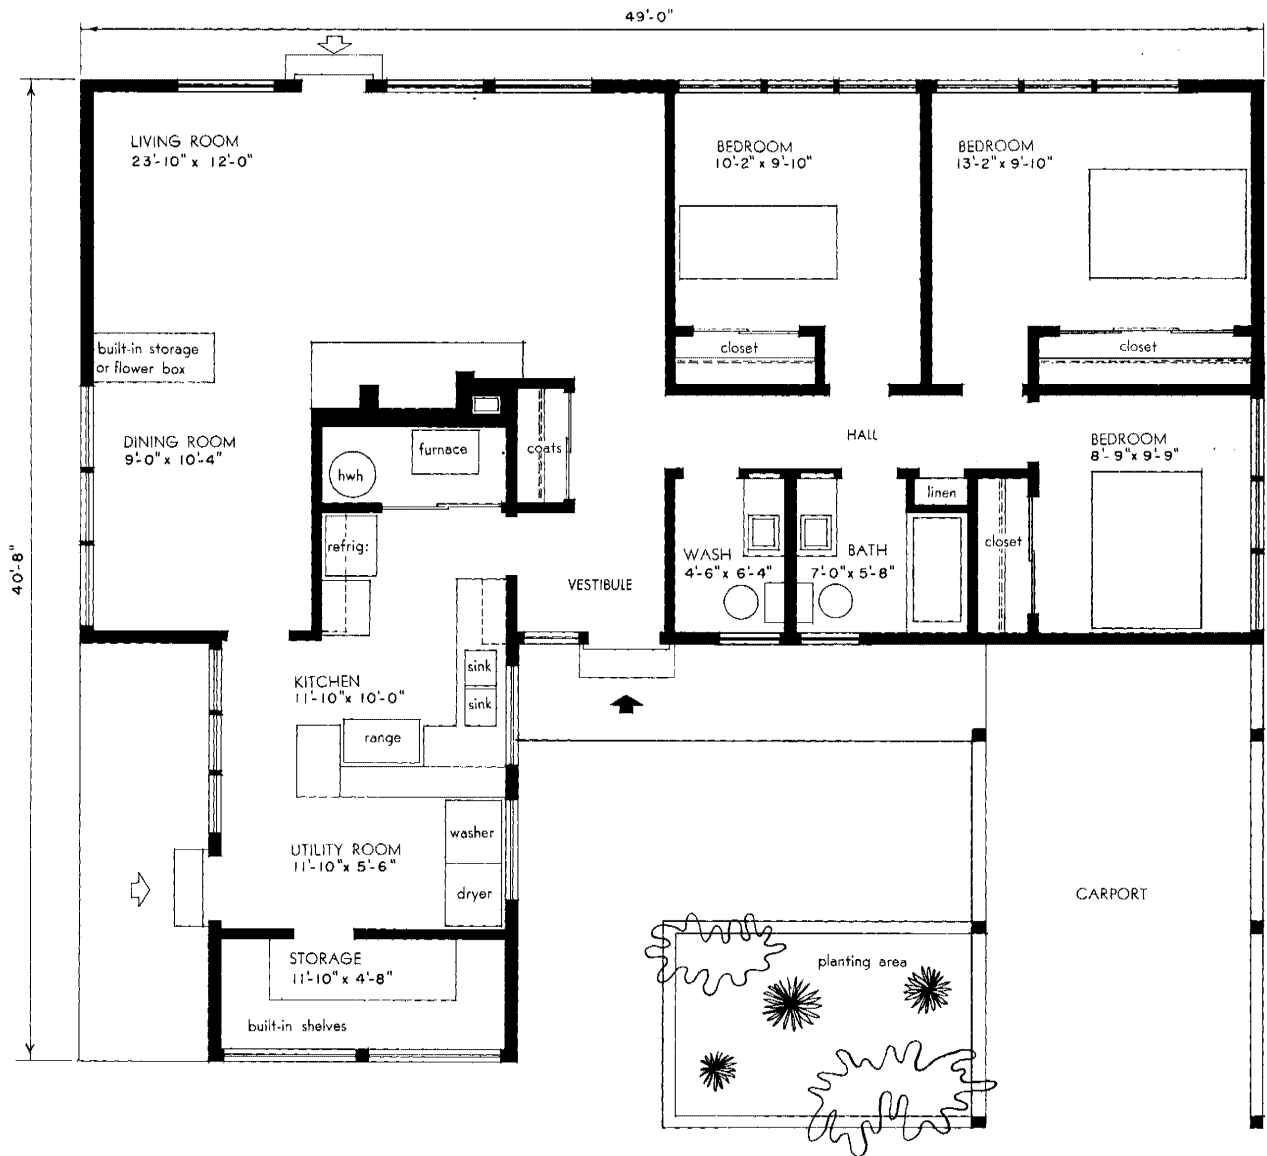 49'-0"
LIVING ROOM
23'-10" x 12'-0"
BEDROOM
10'-2" x 9'-10"
BEDROOM
13'-2" x 9'-10"
built-in storage
or flower box
closet
closet
DINING ROOM
9'-0" x 10'-4"
furnace
hwh
coats
HALL
BEDROOM
8'-9" x 9'-9"
linen
refrig:
closet
WASH
4'-6" x 6'-4"
BATH
7'-0" x 5'-8"
VESTIBULE
40'-8"
KITCHEN
11'-10" x 10'-0"
sink
sink
range
UTILITY ROOM
11'-10" x 5'-6"
washer
dryer
CARPORT
STORAGE
11'-10" x 4'-8"
built-in shelves
planting area